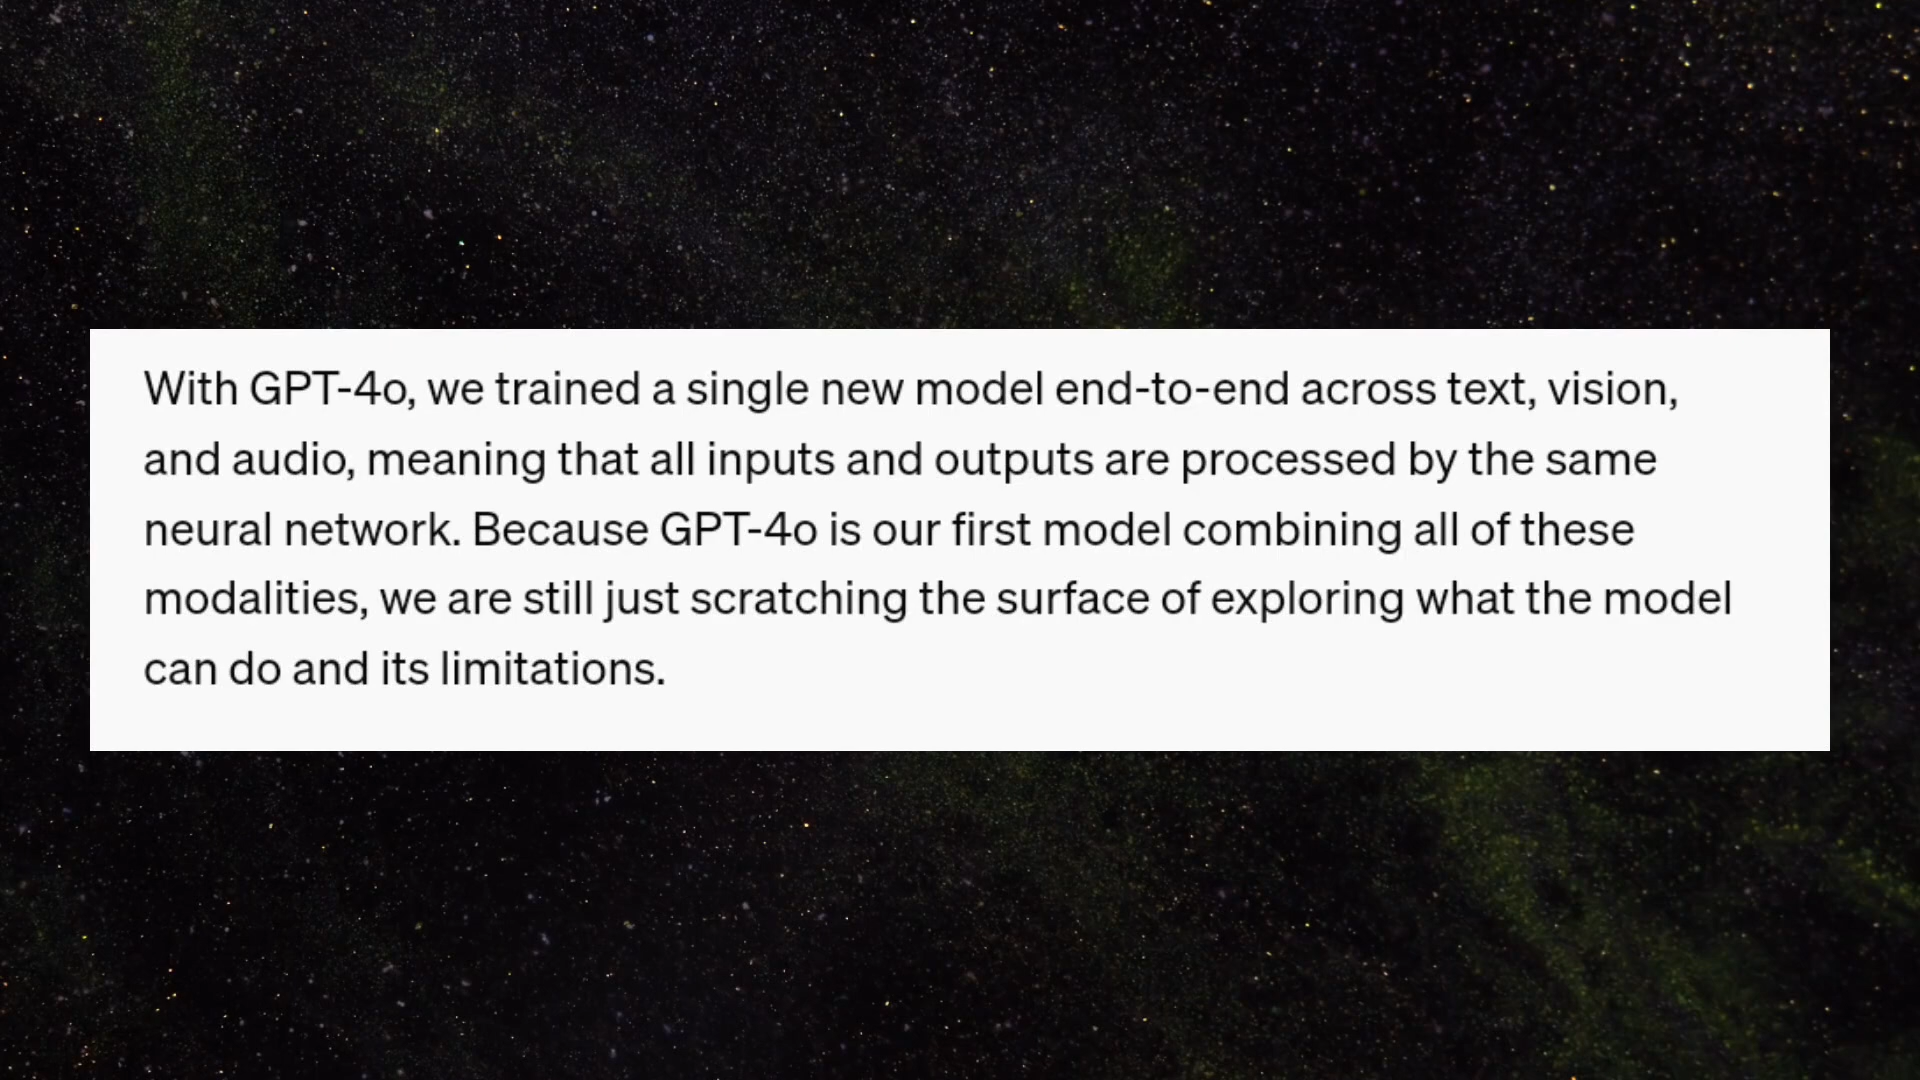 With GPT-4o, we trained a single new model end-to-end across text, vision,
and audio, meaning that all inputs and outputs are processed by the same
neural network. Because GPT-4o is our first model combining all of these
modalities, we are still just scratching the surface of exploring what the model
can do and its limitations.